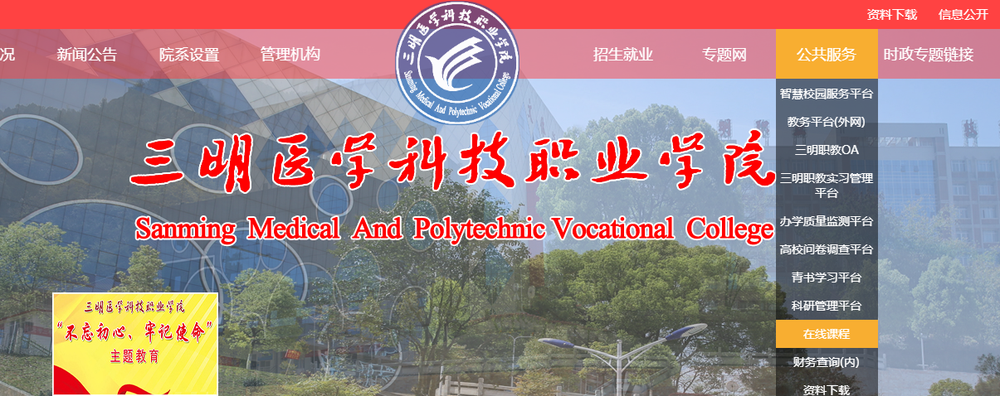 资料下载 信息公开
况 新闻公告 院系设置 管理机构 招生就业 专题网 公共服务 时政专题链接
三明医学科技职业学院
Sanming Medical And Polytechnic Vocational College
三明医学科技职业学院
Sanming Medical And Polytechnic Vocational College
智慧校园服务平台
教务平台(外网)
三明职教OA
三明职教实习管理
平台
办学质量监测平台
高校问卷调查平台
青书学习平台
科研管理平台
在线课程
财务查询(内)
资料下载
三明医学科技职业学院
“不忘初心、牢记使命”
主题教育